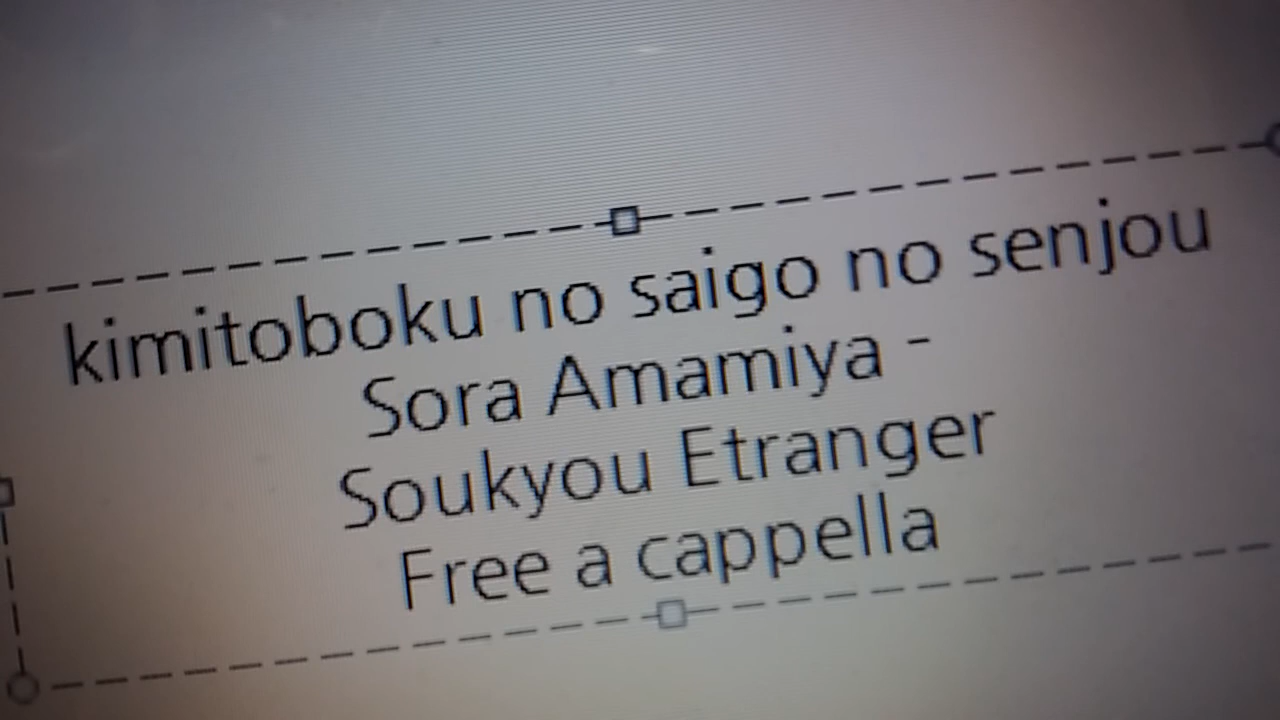 kimitoboku no saigo no senjou
Sora Amamiya -
Soukyou Etranger
Free a cappella